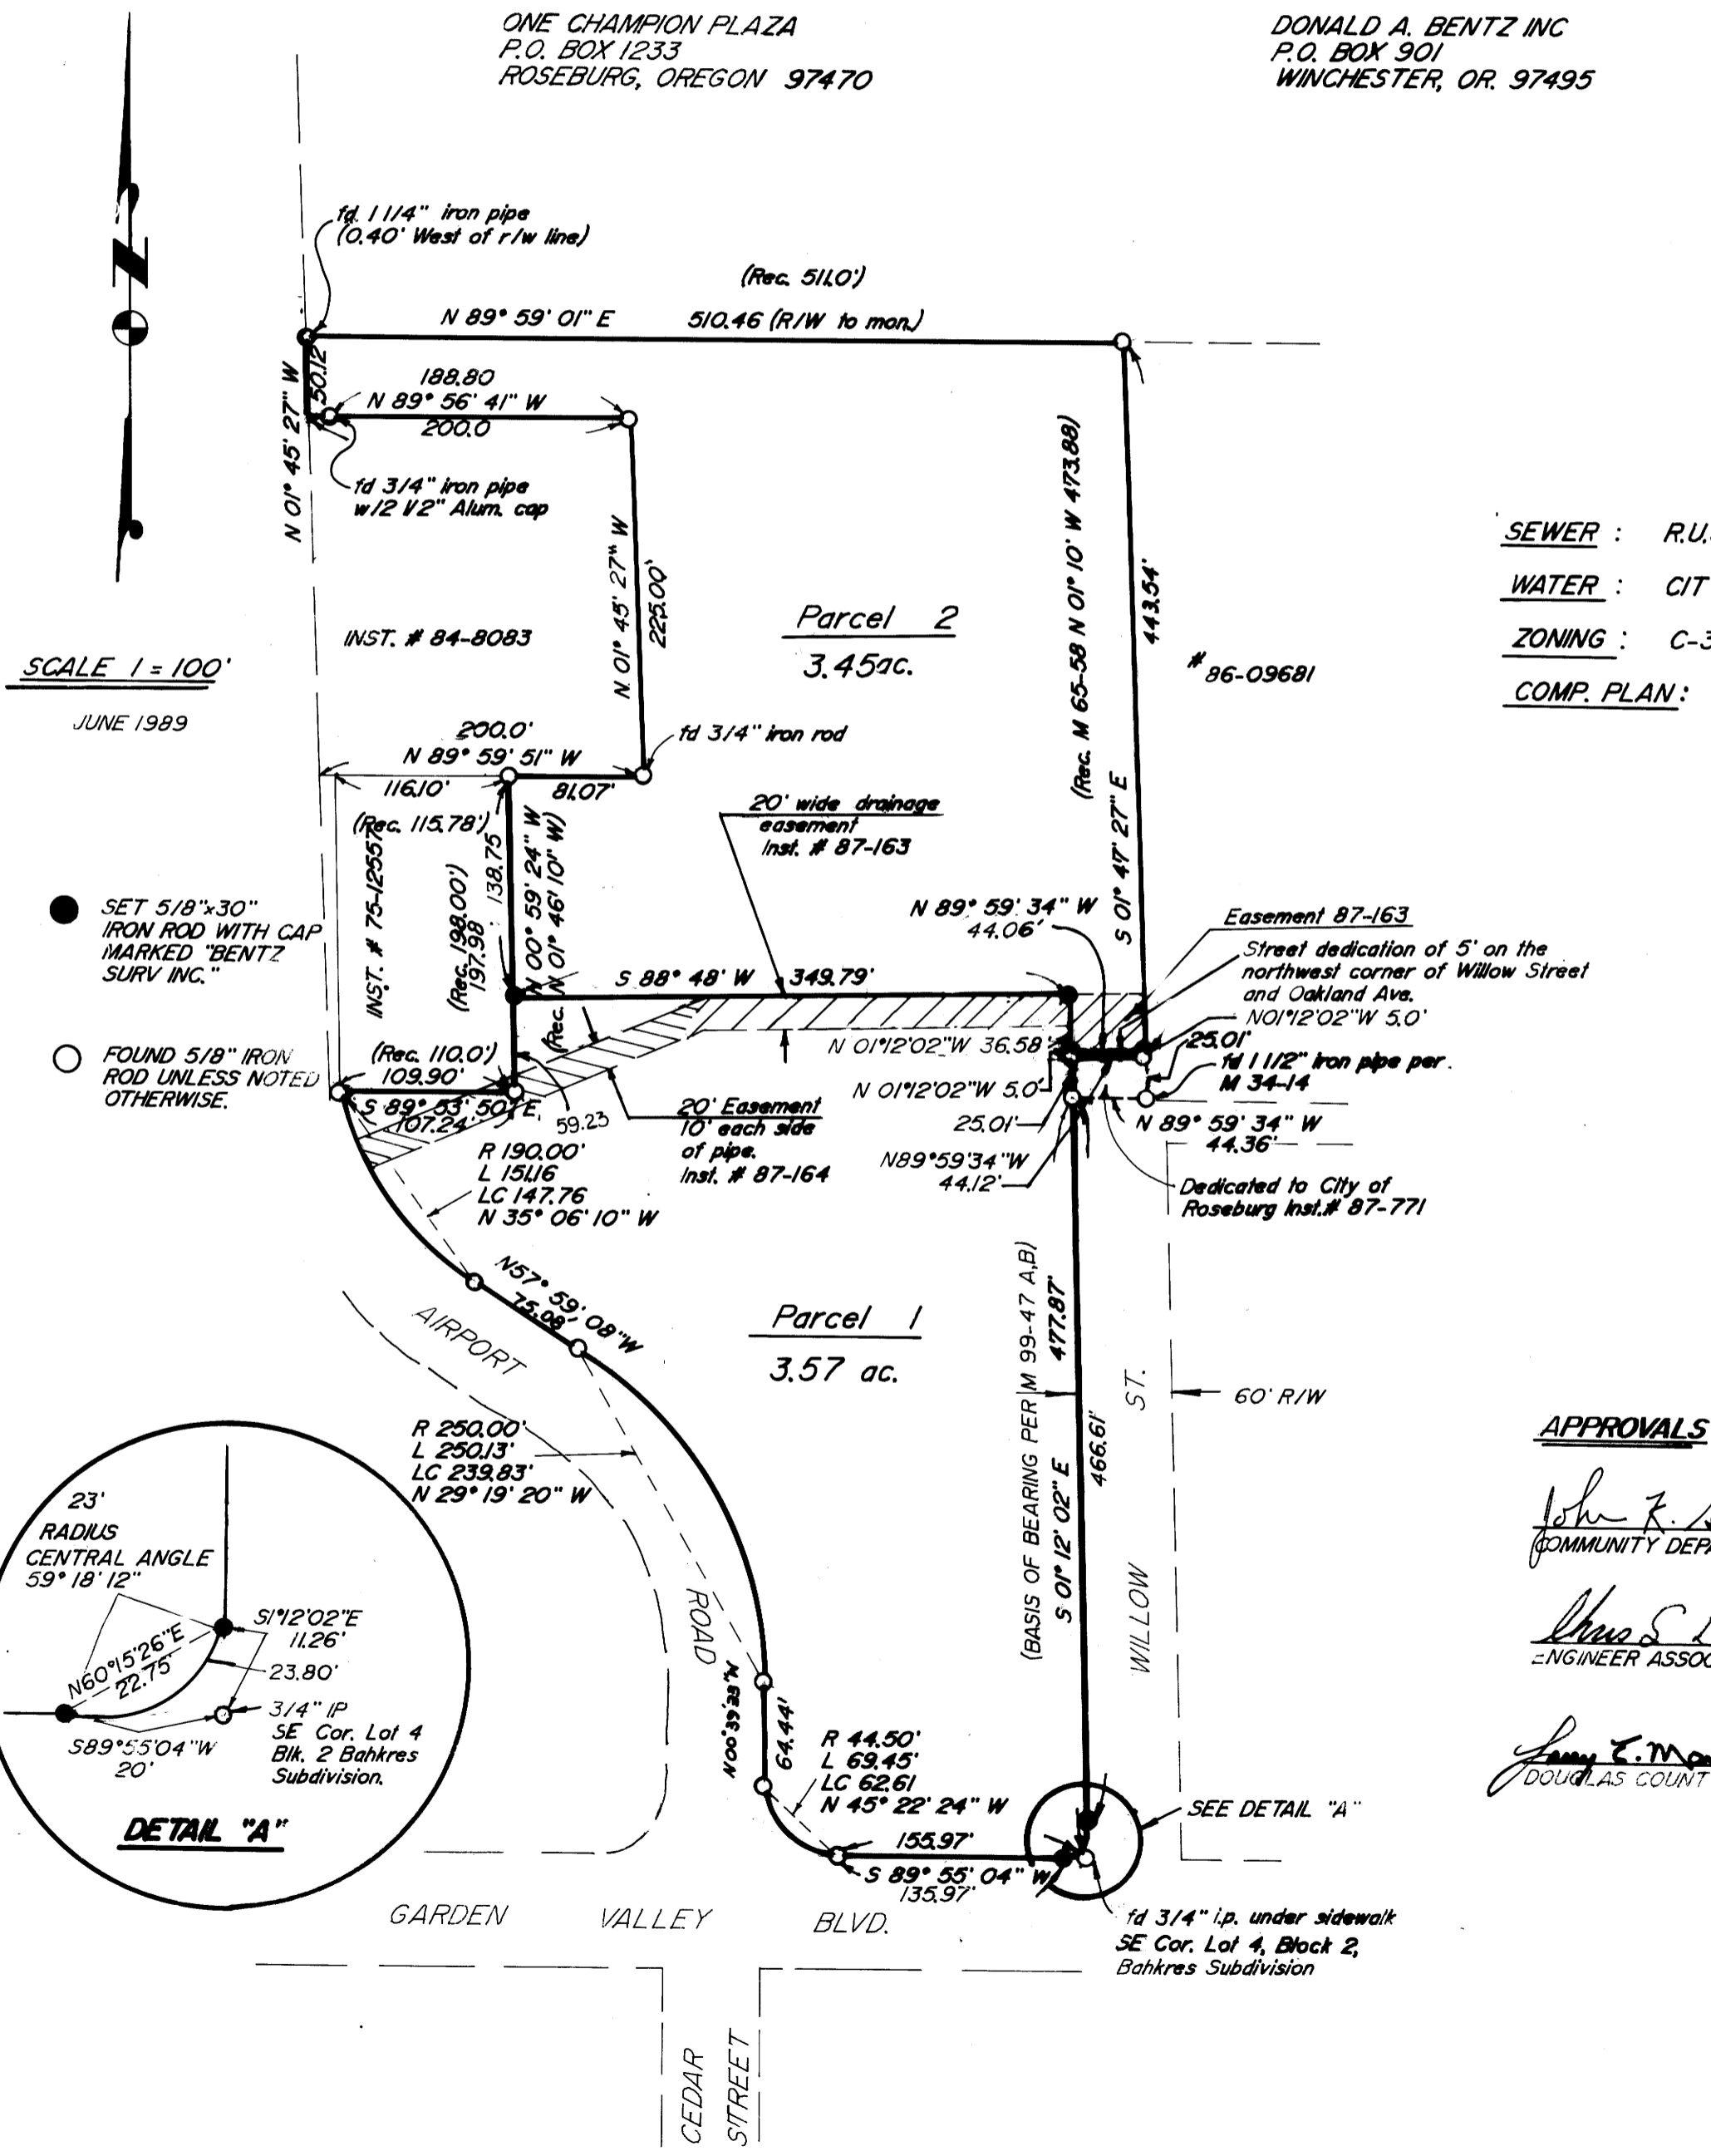 ONE CHAMPION PLAZA
P.O. BOX 1233
ROSEBURG, OREGON 97470
DONALD A. BENTZ INC
P.O. BOX 901
WINCHESTER, OR. 97495
N
fd. 1 1/4" iron pipe
(0.40' West of r/w line)
(Rec. 511.0')
N 89° 59' 01" E 510.46 (R/W to mon.)
50.12
N 01° 45' 27" W
188.80
N 89° 56' 41" W
200.0
fd 3/4" iron pipe
w/2 1/2" Alum. cap
N 01° 45' 27" W
225.00'
(Rec. M 65-58 N 01° 10' W 473.88)
443.54'
S 01° 47' 27" E
SEWER : R.U.
WATER : CIT
ZONING : C-3
COMP. PLAN :
INST. # 84-8083
Parcel 2
3.45ac.
# 86-09681
SCALE 1 = 100'
JUNE 1989
200.0'
N 89° 59' 51" W
116.10'
81.07'
(Rec. 115.78')
fd 3/4" iron rod
20' wide drainage
easement
Inst. # 87-163
INST. # 75-12557
(Rec. 198.00')
197.98
138.75
N 00° 59' 24" W
(Rec. N 01° 46' 10" W)
SET 5/8"x30"
IRON ROD WITH CAP
MARKED "BENTZ
SURV INC."
FOUND 5/8" IRON
ROD UNLESS NOTED
OTHERWISE.
N 89° 59' 34" W
44.06'
Easement 87-163
Street dedication of 5' on the
northwest corner of Willow Street
and Oakland Ave.
N01°12'02"W 5.0'
25.01'
fd 1 1/2" iron pipe per
M 34-14
S 88° 48' W 349.79'
N 01°12'02"W 36.58'
N 01°12'02"W 5.0'
25.01'
N89°59'34"W
44.12'
N 89° 59' 34" W
44.36'
Dedicated to City of
Roseburg Inst.# 87-771
(Rec. 110.0')
109.90'
S 89° 53' 50" E
107.24'
59.23
20' Easement
10' each side
of pipe.
Inst. # 87-164
R 190.00'
L 151.16
LC 147.76
N 35° 06' 10" W
N57° 59' 08"W
75.08'
AIRPORT
ROAD
Parcel 1
3.57 ac.
(BASIS OF BEARING PER M 99-47 A,B)
477.87'
S 01° 12' 02" E
466.61'
WILLOW ST.
60' R/W
R 250.00'
L 250.13'
LC 239.83'
N 29° 19' 20" W
APPROVALS
John
COMMUNITY DEP
Chris S
ENGINEER ASSOC
DOUGLAS COUNT
23'
RADIUS
CENTRAL ANGLE
59° 18' 12"
S1°12'02"E
11.26'
N60°15'26"E
22.75'
23.80'
3/4" IP
SE Cor. Lot 4
Blk. 2 Bahkres
Subdivision.
S89°55'04"W
20'
DETAIL "A"
64.44'
R 44.50'
L 69.45'
LC 62.61
N 45° 22' 24" W
155.97'
S 89° 55' 04" W
135.97'
SEE DETAIL "A"
fd 3/4" i.p. under sidewalk
SE Cor. Lot 4, Block 2,
Bahkres Subdivision
GARDEN VALLEY BLVD.
CEDAR
STREET